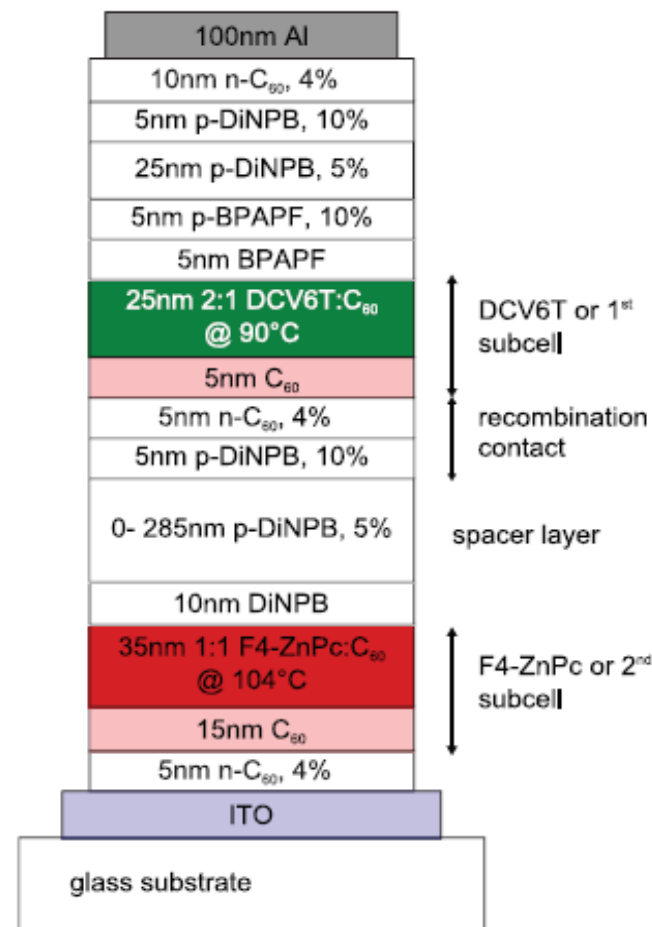 100nm Al
10nm n-C₆₀, 4%
5nm p-DiNPB, 10%
25nm p-DiNPB, 5%
5nm p-BPAPF, 10%
5nm BPAPF
25nm 2:1 DCV6T:C₆₀
@ 90°C
DCV6T or 1ˢᵗ
subcell
5nm C₆₀
5nm n-C₆₀, 4%
recombination
contact
5nm p-DiNPB, 10%
0- 285nm p-DiNPB, 5%
spacer layer
10nm DiNPB
35nm 1:1 F4-ZnPc:C₆₀
@ 104°C
F4-ZnPc or 2ⁿᵈ
subcell
15nm C₆₀
5nm n-C₆₀, 4%
ITO
glass substrate